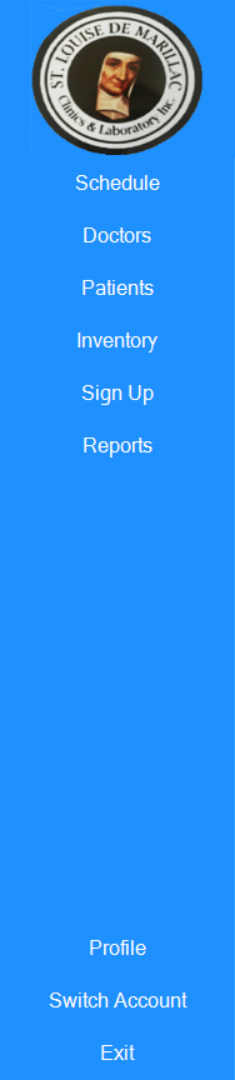 ST. LOUISE DE MARILLAC
Clinics & Laboratory Inc.
Schedule
Doctors
Patients
Inventory
Sign Up
Reports
Profile
Switch Account
Exit